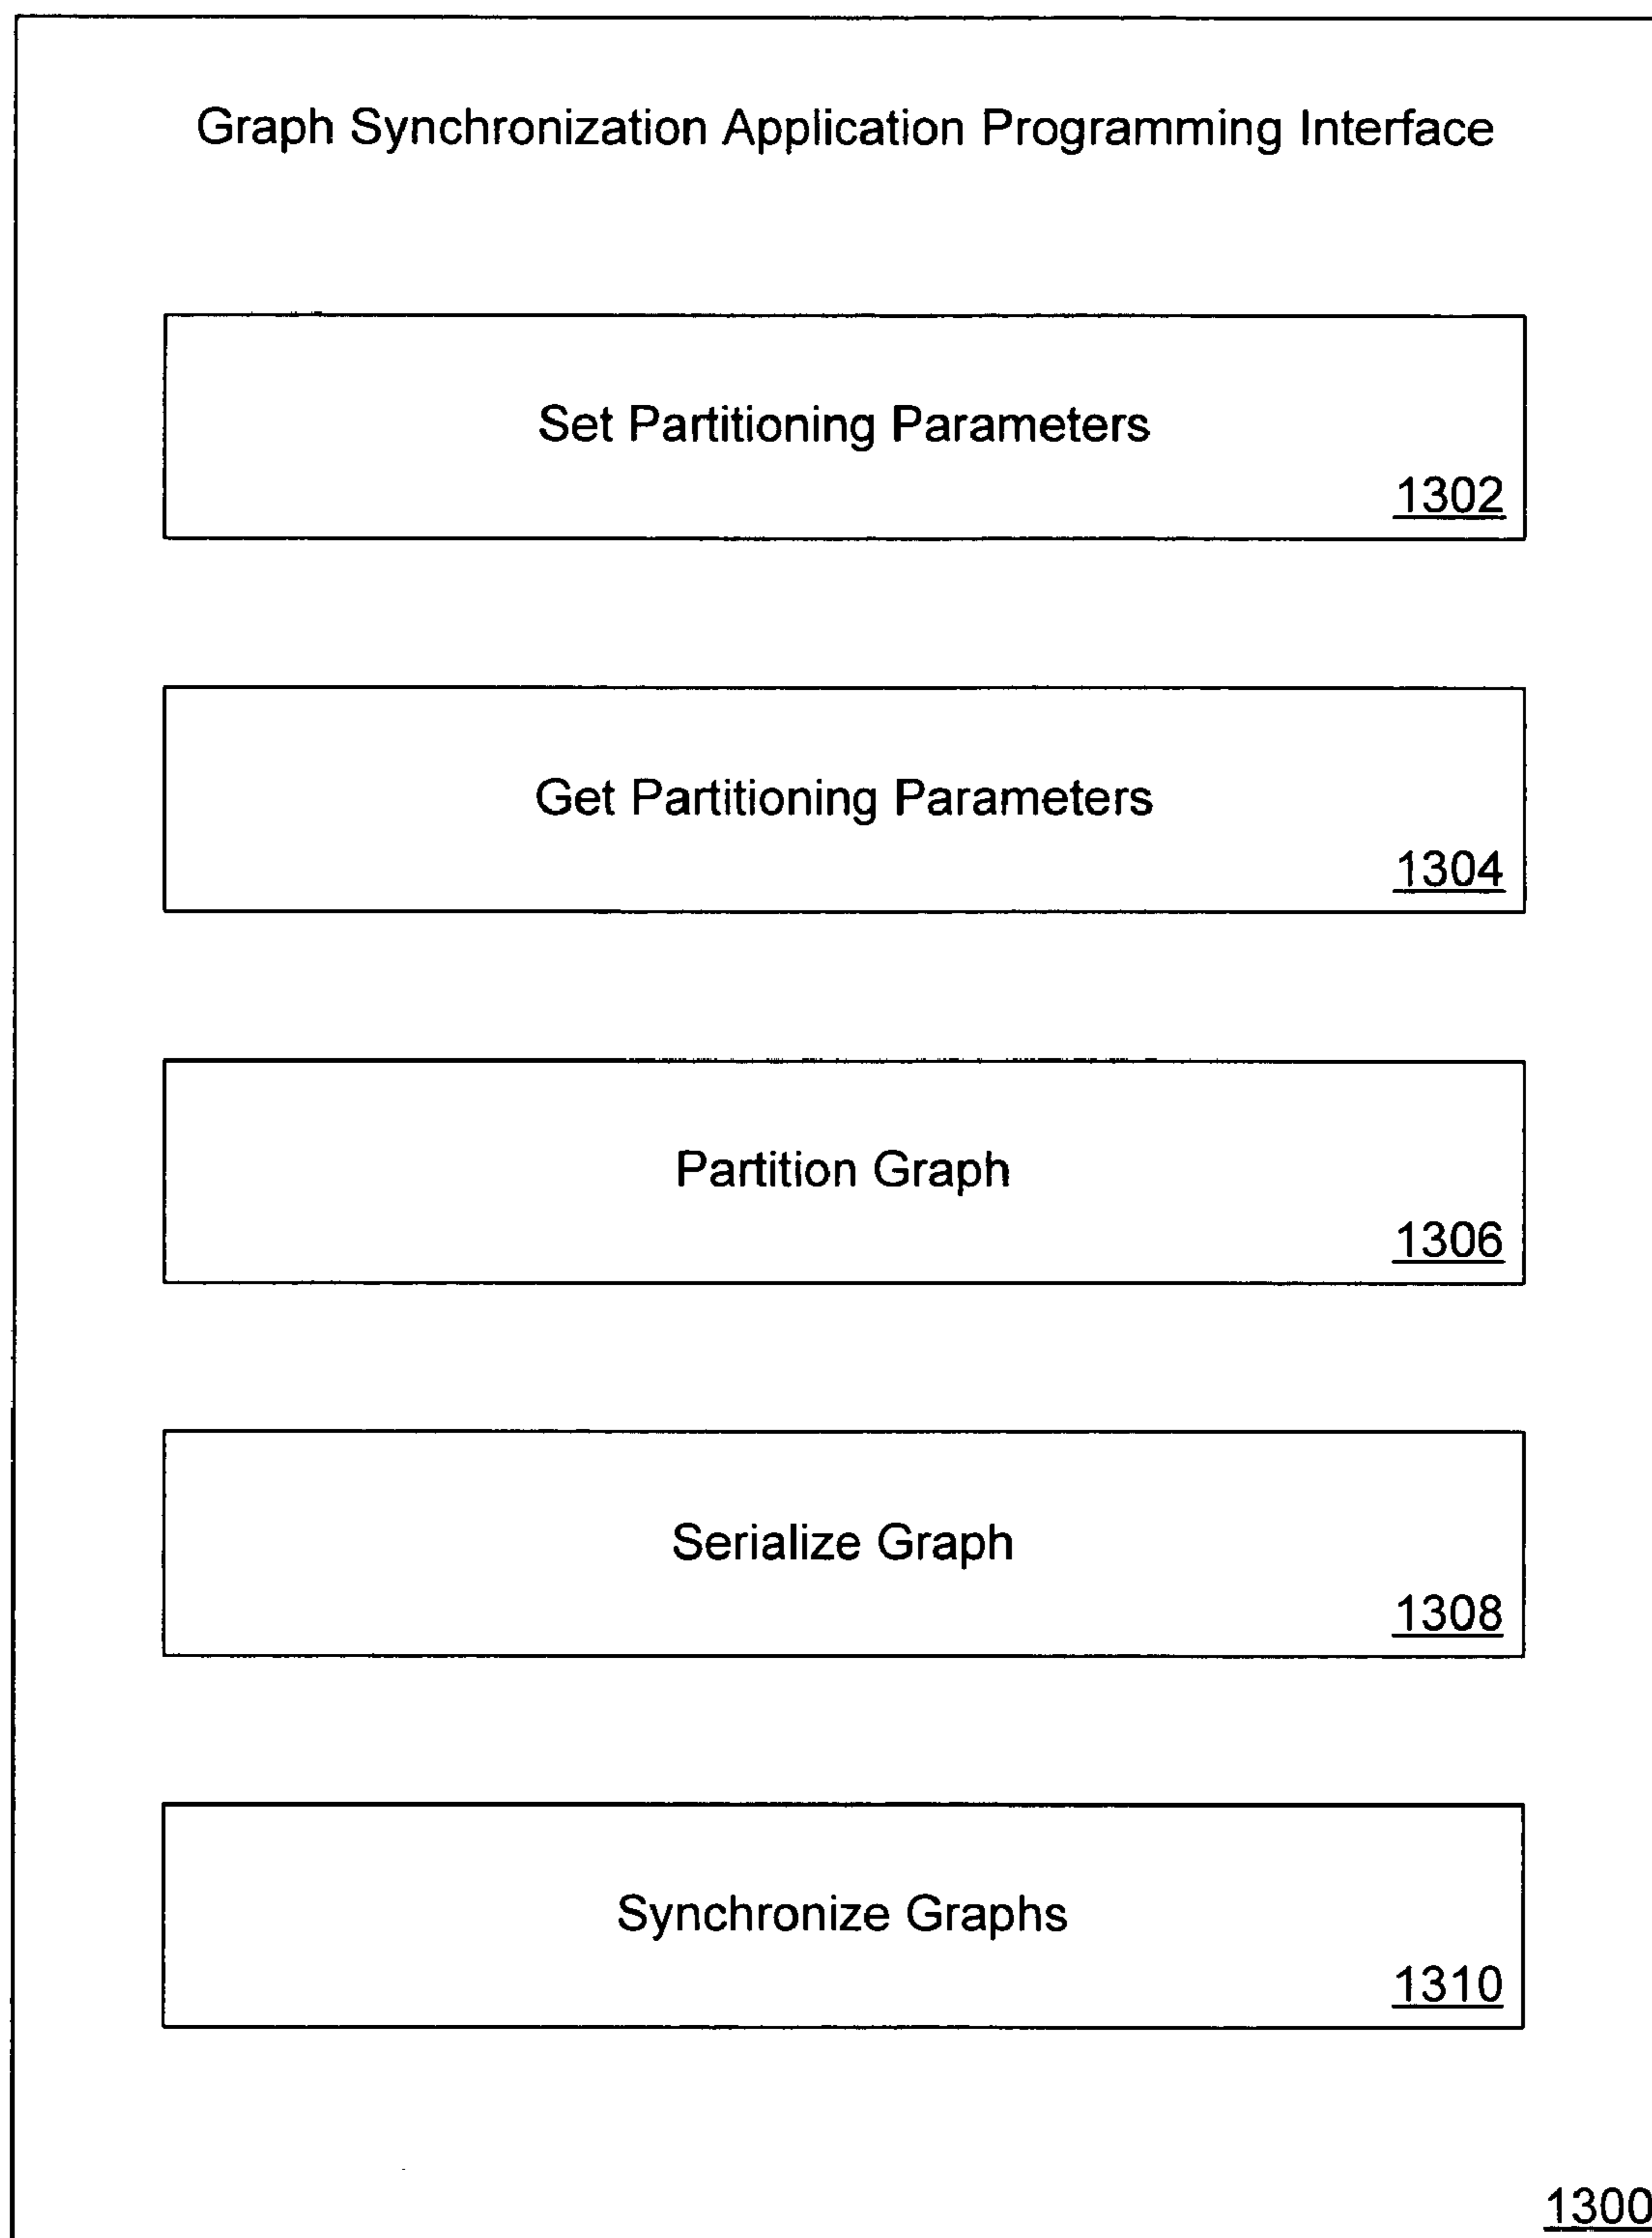 Graph Synchronization Application Programming Interface
Set Partitioning Parameters
1302
Get Partitioning Parameters
1304
Partition Graph
1306
Serialize Graph
1308
Synchronize Graphs
1310
1300